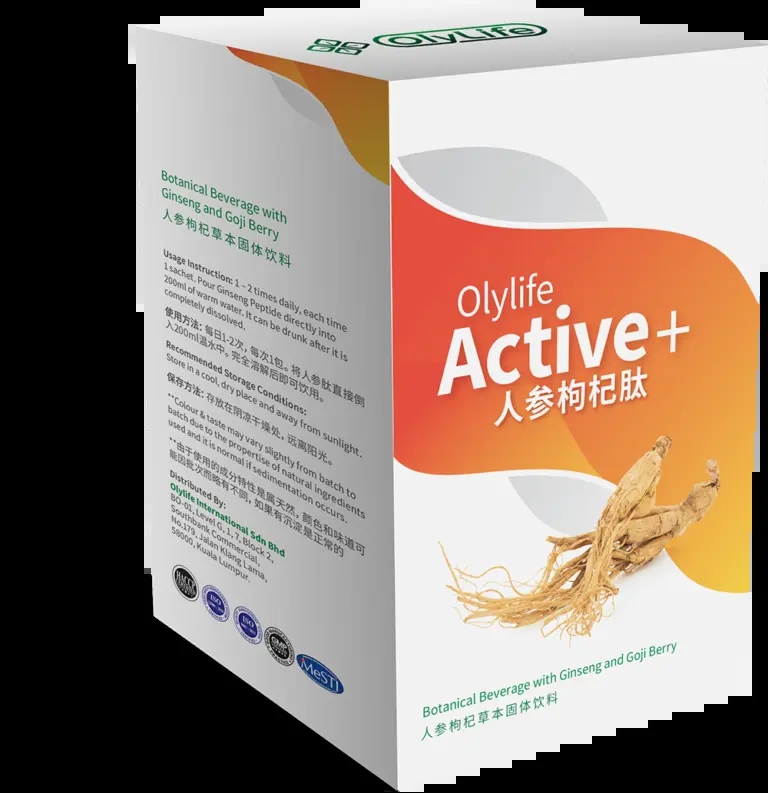 OlyLife
Botanical Beverage with
Ginseng and Goji Berry
人参枸杞草本固体饮料
Usage Instruction: 1 – 2 times daily, each time
1 sachet. Pour Ginseng Peptide directly into
200ml of warm water. It can be drunk after it is
completely dissolved.
使用方法: 每日1-2次，每次1包。将人参肽直接倒
入200ml温水中。完全溶解后即可饮用。
Recommended Storage Conditions:
Store in a cool, dry place and away from sunlight.
保存方法: 存放在阴凉干燥处，远离阳光。
**Colour & taste may vary slightly from batch to
batch due to the propertise of natural ingredients
used and it is normal if sedimentation occurs.
**由于使用的成分特性是属天然，颜色和味道可
能因批次而略有不同，如果有沉淀是正常的
Distributed By:
Olylife International Sdn Bhd
BO-01, Level G, 1, 7, Block 2,
Southbank Commercial,
No.179, Jalan Klang Lama,
58000, Kuala Lumpur.
HACCP
ISO
ISO
GMP
MeSTI
Olylife
Active+
人参枸杞肽
Botanical Beverage with Ginseng and Goji Berry
人参枸杞草本固体饮料